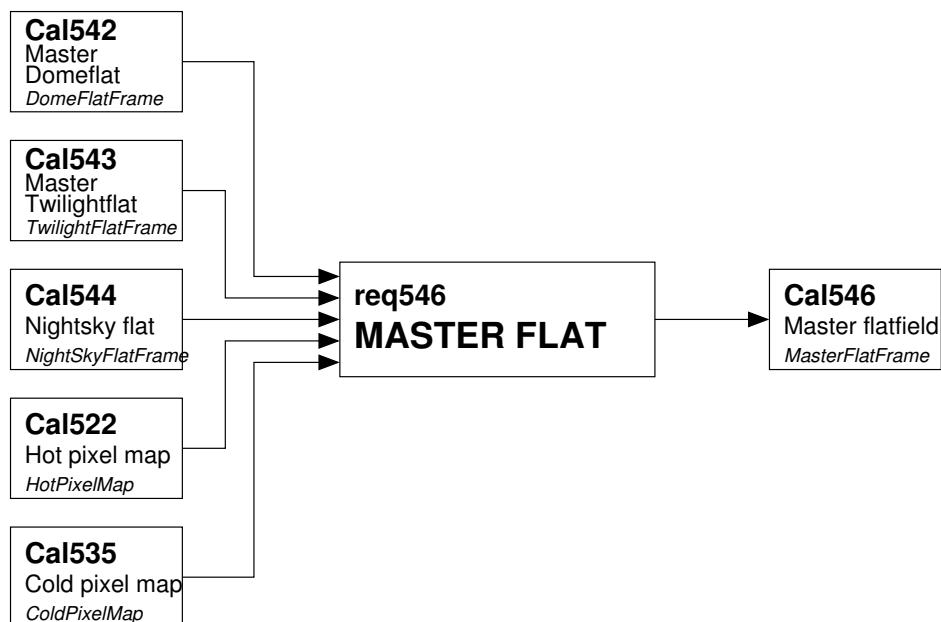 Cal542
Master
Domeflat
DomeFlatFrame
Cal543
Master
Twilightflat
TwilightFlatFrame
Cal544
Nightsky flat
NightSkyFlatFrame
Cal522
Hot pixel map
HotPixelMap
Cal535
Cold pixel map
ColdPixelMap
req546
MASTER FLAT
Cal546
Master flatfield
MasterFlatFrame